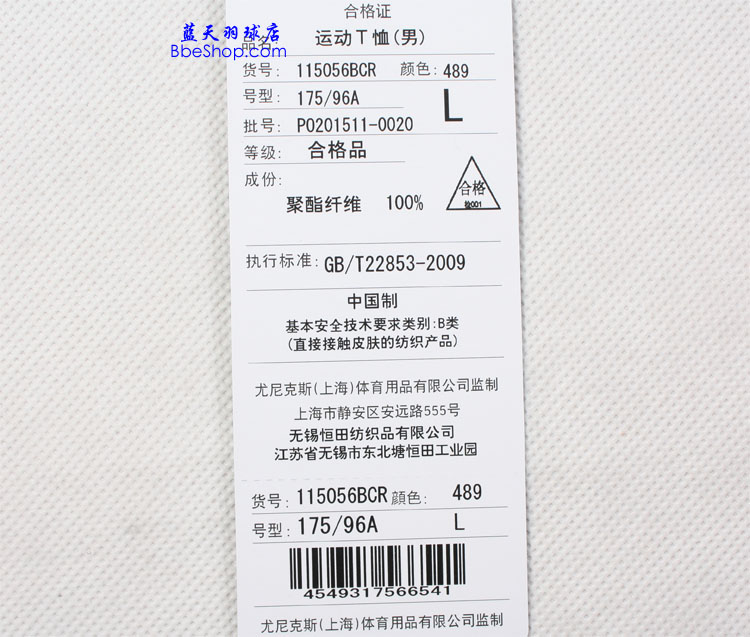 合格证
蓝天羽球店
BbeShop.com
品名: 运动T恤(男)
货号: 115056BCR 颜色: 489
号型: 175/96A L
批号: P0201511-0020
等级: 合格品
成份:
聚酯纤维 100%
合格
检001
执行标准: GB/T22853-2009
中国制
基本安全技术要求类别:B类
(直接接触皮肤的纺织产品)
尤尼克斯(上海)体育用品有限公司监制
上海市静安区安远路555号
无锡恒田纺织品有限公司
江苏省无锡市东北塘恒田工业园
货号: 115056BCR 顔色: 489
号型: 175/96A L
4549317566541
尤尼克斯(上海)体育用品有限公司监制